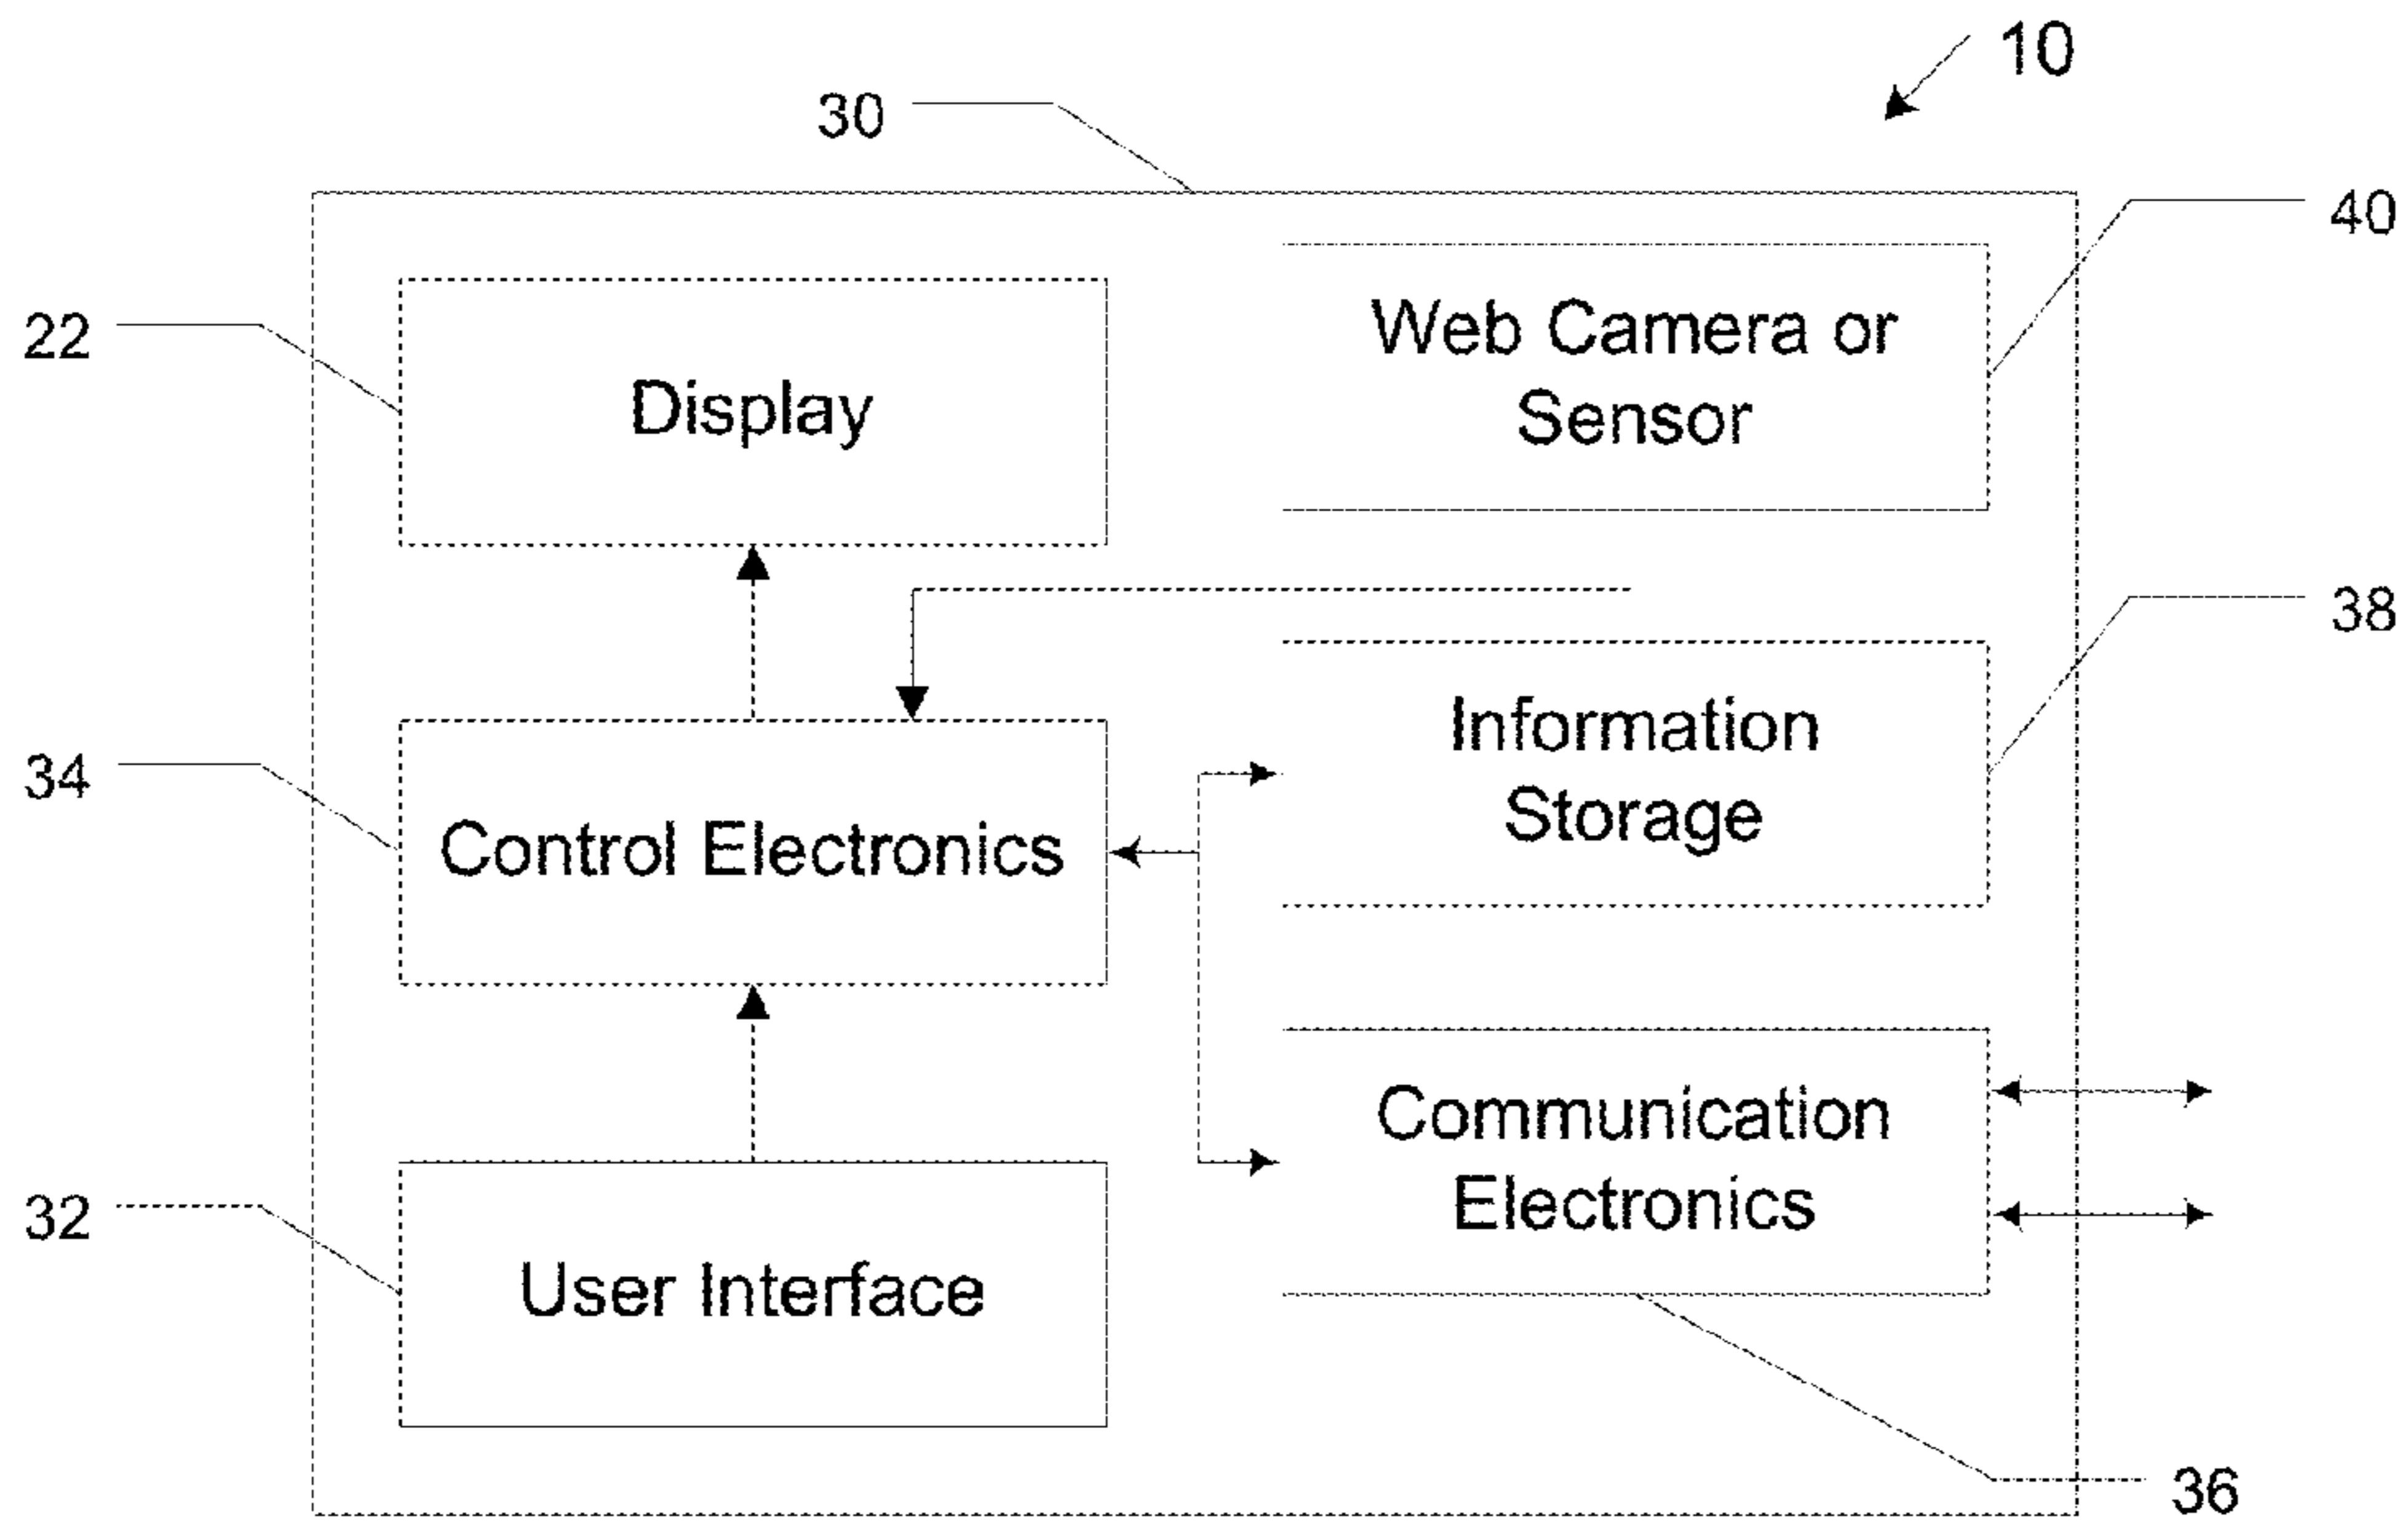 10
30
40
22
Display
Web Camera or
Sensor
38
34
Control Electronics
Information
Storage
32
User Interface
Communication
Electronics
36